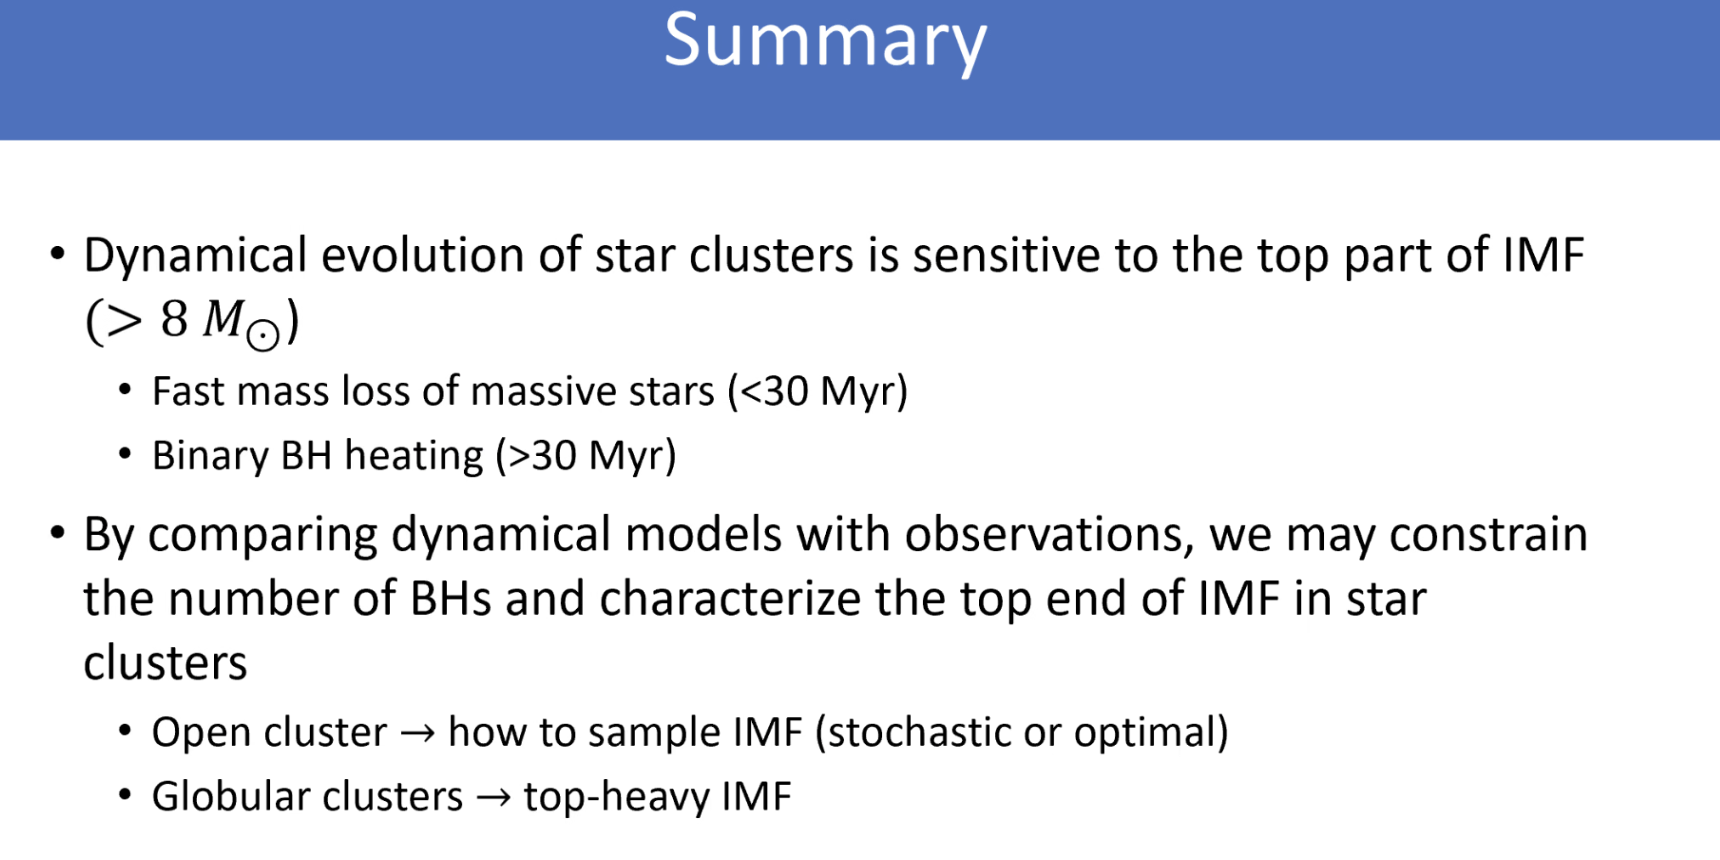 Summary
• Dynamical evolution of star clusters is sensitive to the top part of IMF
(> 8 M☉)
• Fast mass loss of massive stars (<30 Myr)
• Binary BH heating (>30 Myr)
• By comparing dynamical models with observations, we may constrain
the number of BHs and characterize the top end of IMF in star
clusters
• Open cluster → how to sample IMF (stochastic or optimal)
• Globular clusters → top-heavy IMF